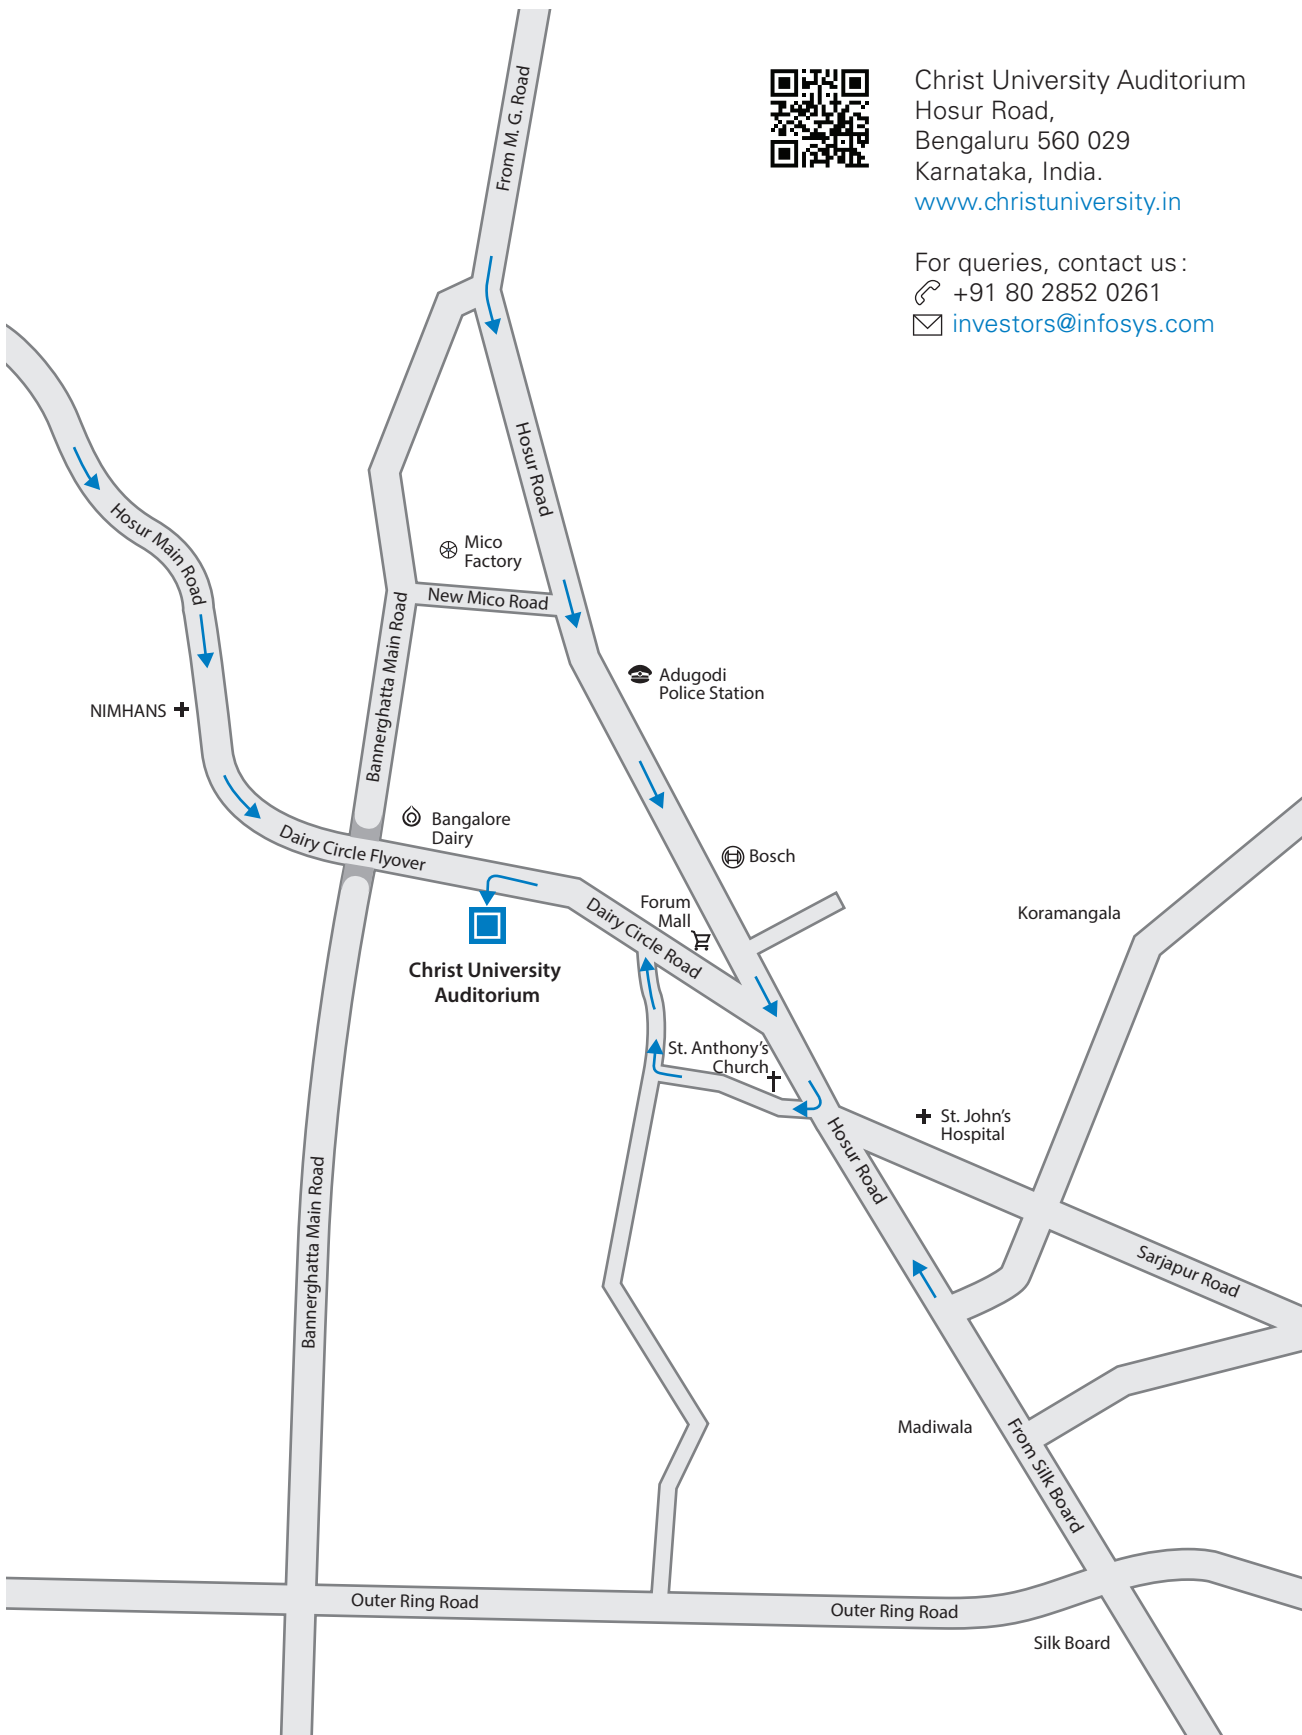 Christ University Auditorium
Hosur Road,
Bengaluru 560 029
Karnataka, India.
www.christuniversity.in
For queries, contact us :
+91 80 2852 0261
investors@infosys.com
From M. G. Road
Hosur Road
Hosur Main Road
Mico
Factory
New Mico Road
Bannerghatta Main Road
Adugodi
Police Station
NIMHANS
Bangalore
Dairy
Dairy Circle Flyover
Bosch
Forum
Mall
Dairy Circle Road
Koramangala
Christ University
Auditorium
St. Anthony's
Church
St. John's
Hospital
Hosur Road
Bannerghatta Main Road
Sarjapur Road
Madiwala
From Silk Board
Outer Ring Road
Outer Ring Road
Silk Board